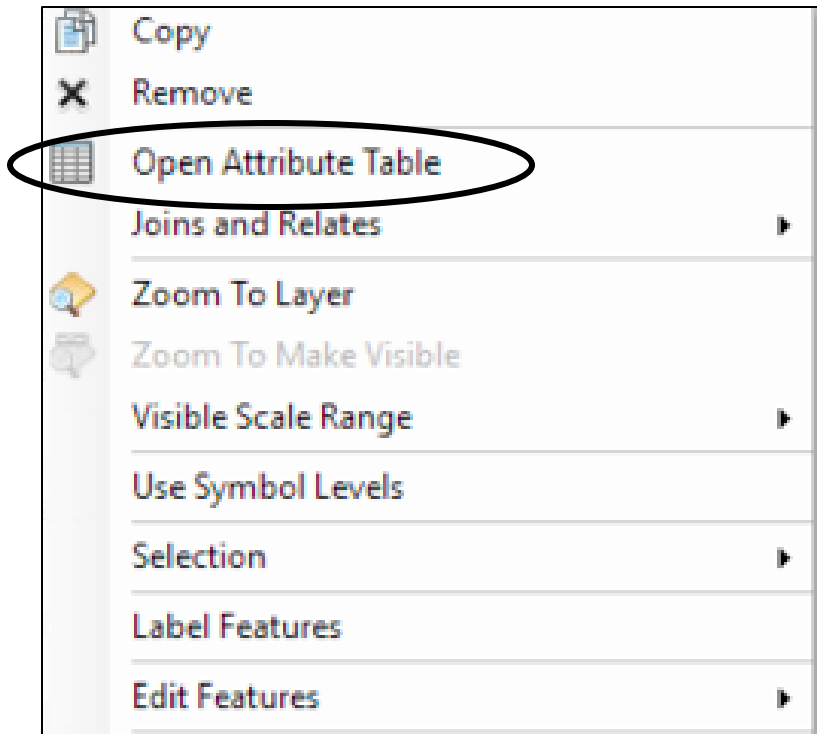 Copy
Remove
Open Attribute Table
Joins and Relates
Zoom To Layer
Zoom To Make Visible
Visible Scale Range
Use Symbol Levels
Selection
Label Features
Edit Features